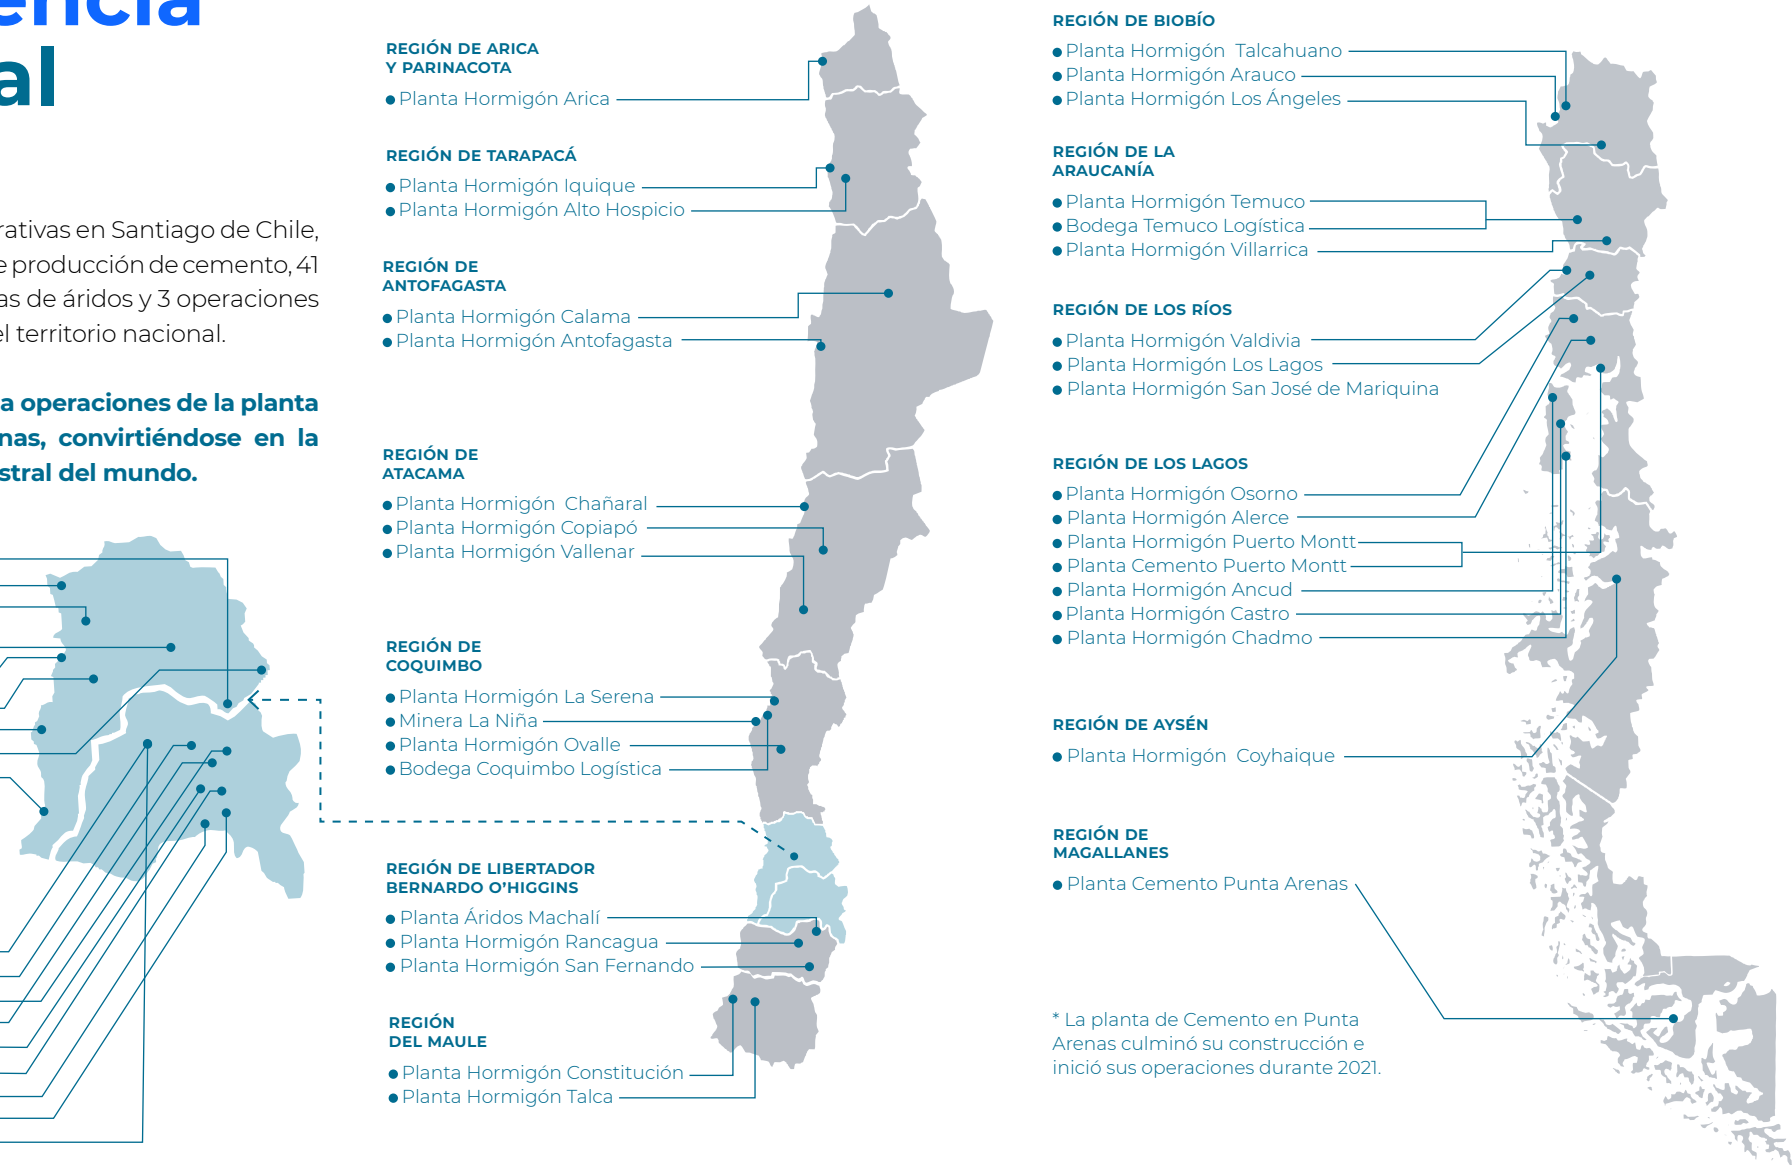 al
rativas en Santiago de Chile,
e producción de cemento, 41
as de áridos y 3 operaciones
el territorio nacional.
a operaciones de la planta
nas, convirtiéndose en la
stral del mundo.
REGIÓN DE ARICA
Y PARINACOTA
Planta Hormigón Arica
REGIÓN DE TARAPACÁ
Planta Hormigón Iquique
Planta Hormigón Alto Hospicio
REGIÓN DE
ANTOFAGASTA
Planta Hormigón Calama
Planta Hormigón Antofagasta
REGIÓN DE
ATACAMA
Planta Hormigón Chañaral
Planta Hormigón Copiapó
Planta Hormigón Vallenar
REGIÓN DE
COQUIMBO
Planta Hormigón La Serena
Minera La Niña
Planta Hormigón Ovalle
Bodega Coquimbo Logística
REGIÓN DE LIBERTADOR
BERNARDO O'HIGGINS
Planta Áridos Machalí
Planta Hormigón Rancagua
Planta Hormigón San Fernando
REGIÓN
DEL MAULE
Planta Hormigón Constitución
Planta Hormigón Talca
REGIÓN DE BIOBÍO
Planta Hormigón Talcahuano
Planta Hormigón Arauco
Planta Hormigón Los Ángeles
REGIÓN DE LA
ARAUCANÍA
Planta Hormigón Temuco
Bodega Temuco Logística
Planta Hormigón Villarrica
REGIÓN DE LOS RÍOS
Planta Hormigón Valdivia
Planta Hormigón Los Lagos
Planta Hormigón San José de Mariquina
REGIÓN DE LOS LAGOS
Planta Hormigón Osorno
Planta Hormigón Alerce
Planta Hormigón Puerto Montt
Planta Cemento Puerto Montt
Planta Hormigón Ancud
Planta Hormigón Castro
Planta Hormigón Chadmo
REGIÓN DE AYSÉN
Planta Hormigón Coyhaique
REGIÓN DE
MAGALLANES
Planta Cemento Punta Arenas
* La planta de Cemento en Punta
Arenas culminó su construcción e
inició sus operaciones durante 2021.